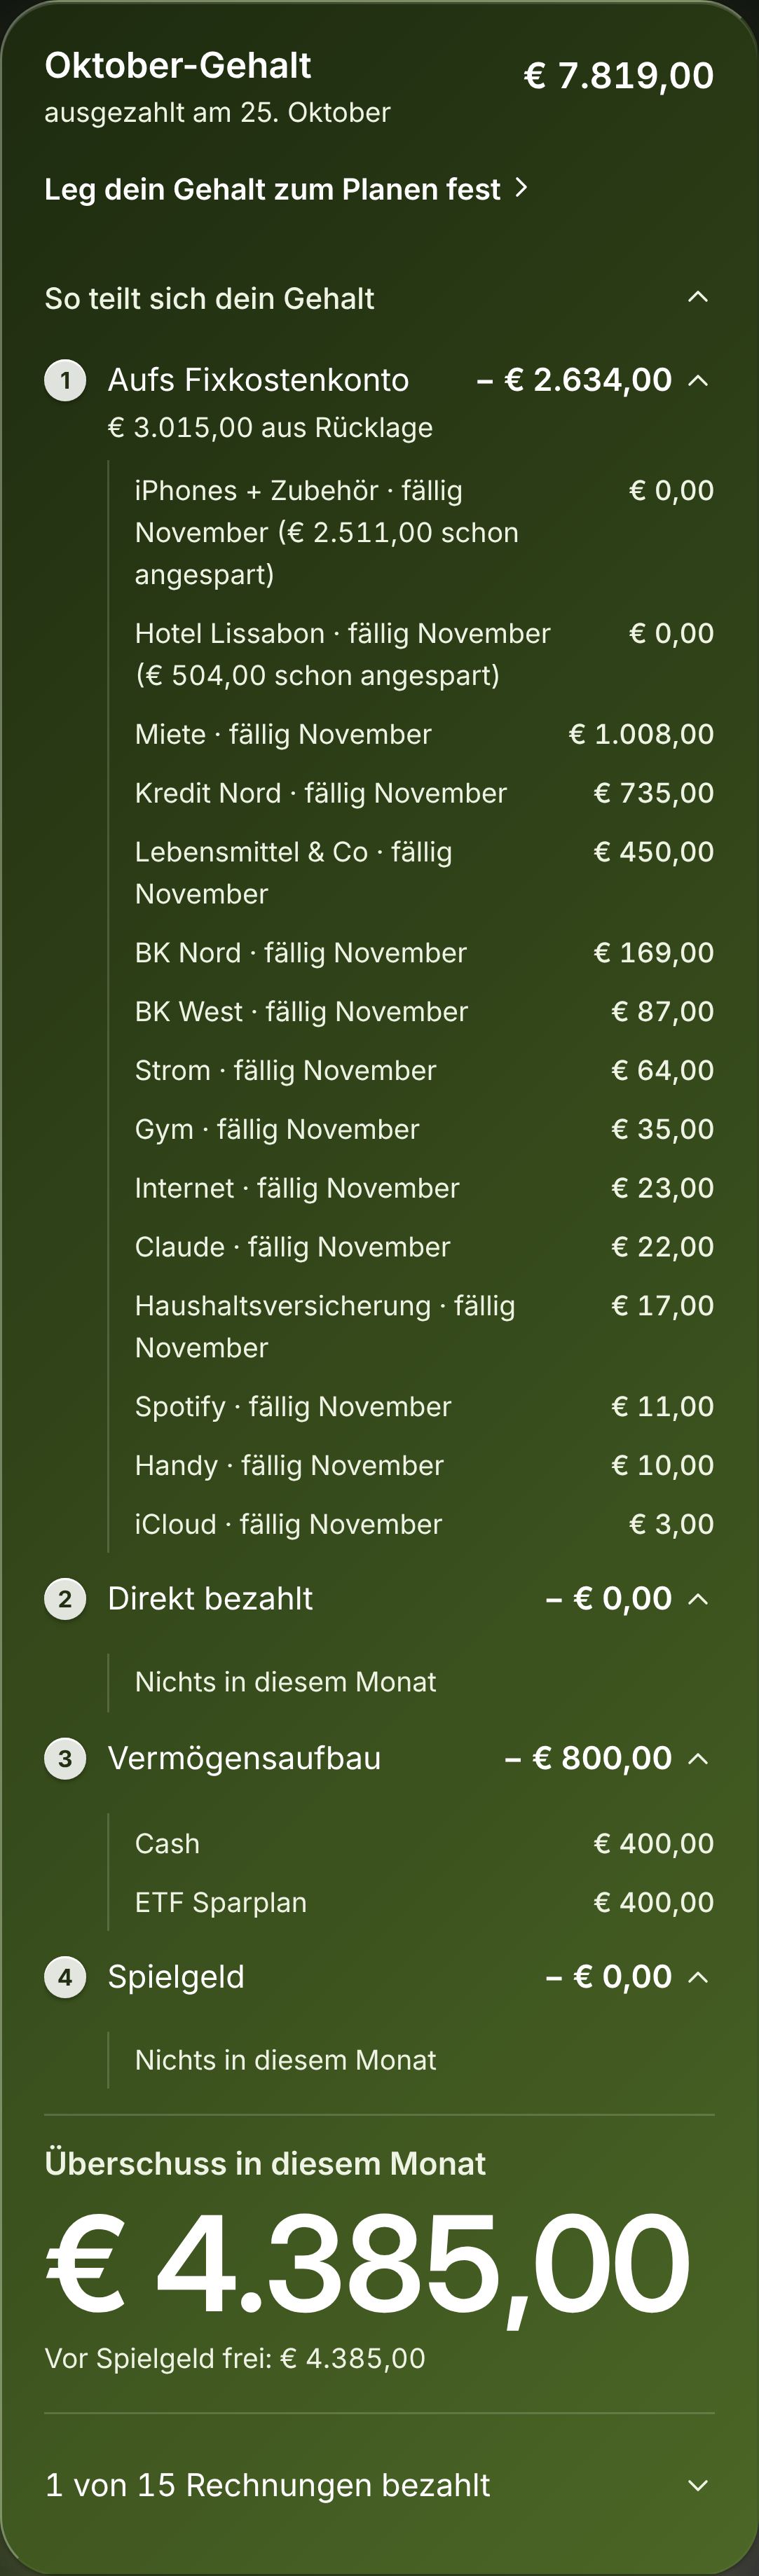 Oktober-Gehalt
€ 7.819,00
ausgezahlt am 25. Oktober
Leg dein Gehalt zum Planen fest
So teilt sich dein Gehalt
1 Aufs Fixkostenkonto – € 2.634,00
€ 3.015,00 aus Rücklage
iPhones + Zubehör · fällig € 0,00
November (€ 2.511,00 schon
angespart)
Hotel Lissabon · fällig November € 0,00
(€ 504,00 schon angespart)
Miete · fällig November € 1.008,00
Kredit Nord · fällig November € 735,00
Lebensmittel & Co · fällig € 450,00
November
BK Nord · fällig November € 169,00
BK West · fällig November € 87,00
Strom · fällig November € 64,00
Gym · fällig November € 35,00
Internet · fällig November € 23,00
Claude · fällig November € 22,00
Haushaltsversicherung · fällig € 17,00
November
Spotify · fällig November € 11,00
Handy · fällig November € 10,00
iCloud · fällig November € 3,00
2 Direkt bezahlt – € 0,00
Nichts in diesem Monat
3 Vermögensaufbau – € 800,00
Cash € 400,00
ETF Sparplan € 400,00
4 Spielgeld – € 0,00
Nichts in diesem Monat
Überschuss in diesem Monat
€ 4.385,00
Vor Spielgeld frei: € 4.385,00
1 von 15 Rechnungen bezahlt